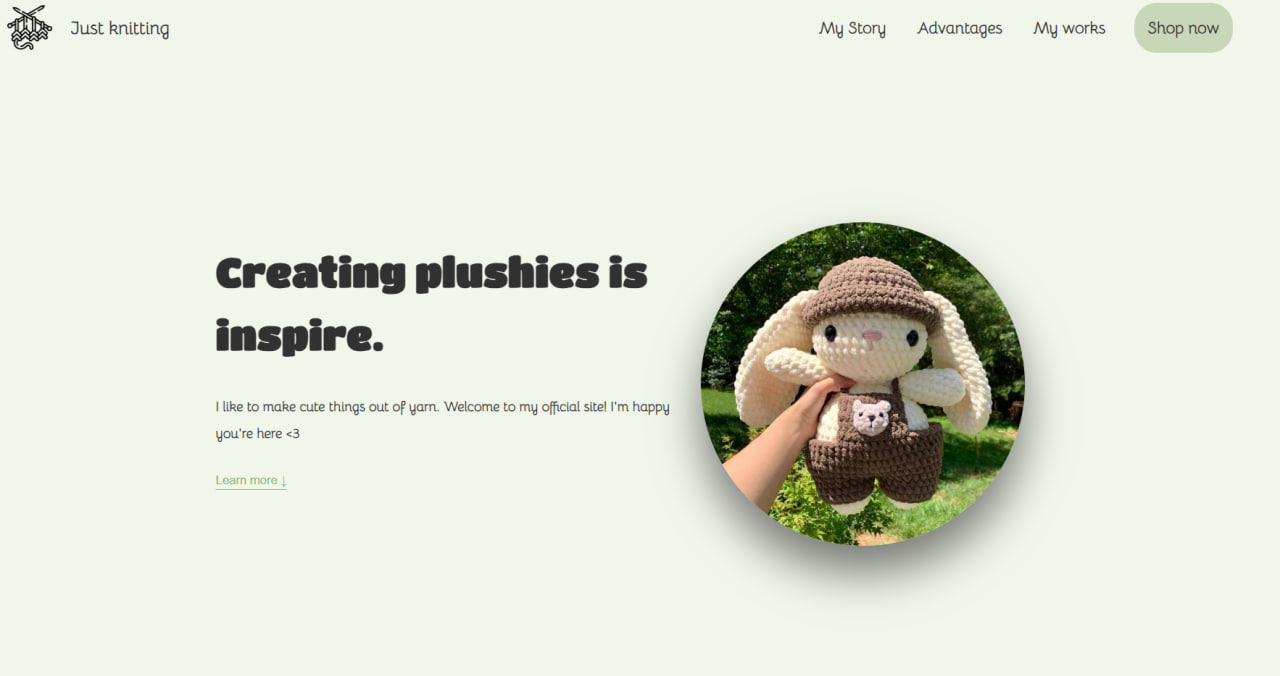 Just knitting
My Story
Advantages
My works
Shop now
Creating plushies is
inspire.
I like to make cute things out of yarn. Welcome to my official site! I'm happy
you're here <3
Learn more ↓